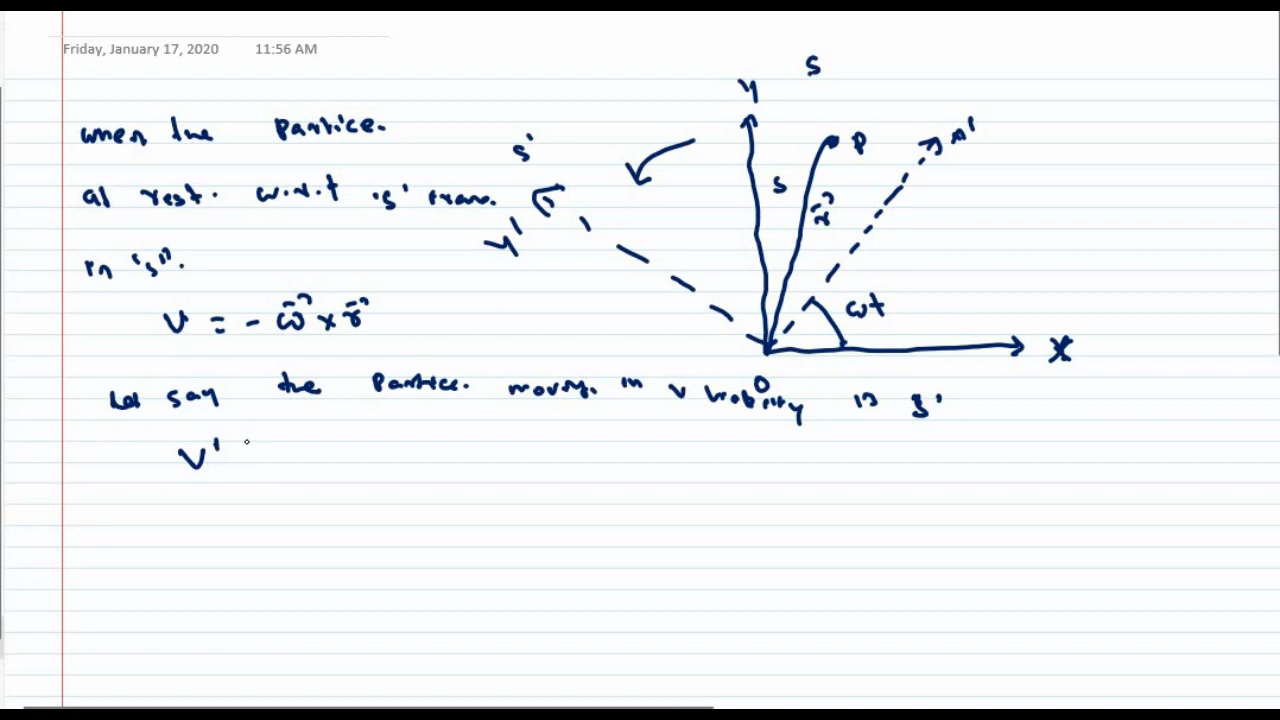 Friday, January 17, 2020 11:56 AM
S
Y
when the particle.
S'
P
x'
at rest. w.r.t 's' fram.
S
r⃗
y'
in 's''.
ωt
v = - ω⃗ x r⃗
X
O
Let say the particle. moving. in v velocity in s'
v'